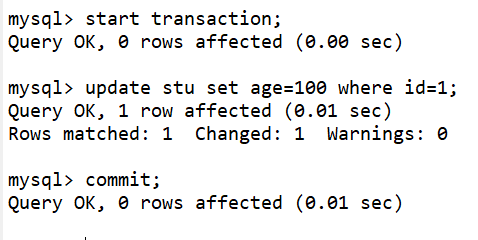 mysql> start transaction;
Query OK, 0 rows affected (0.00 sec)
mysql> update stu set age=100 where id=1;
Query OK, 1 row affected (0.01 sec)
Rows matched: 1  Changed: 1  Warnings: 0
mysql> commit;
Query OK, 0 rows affected (0.01 sec)